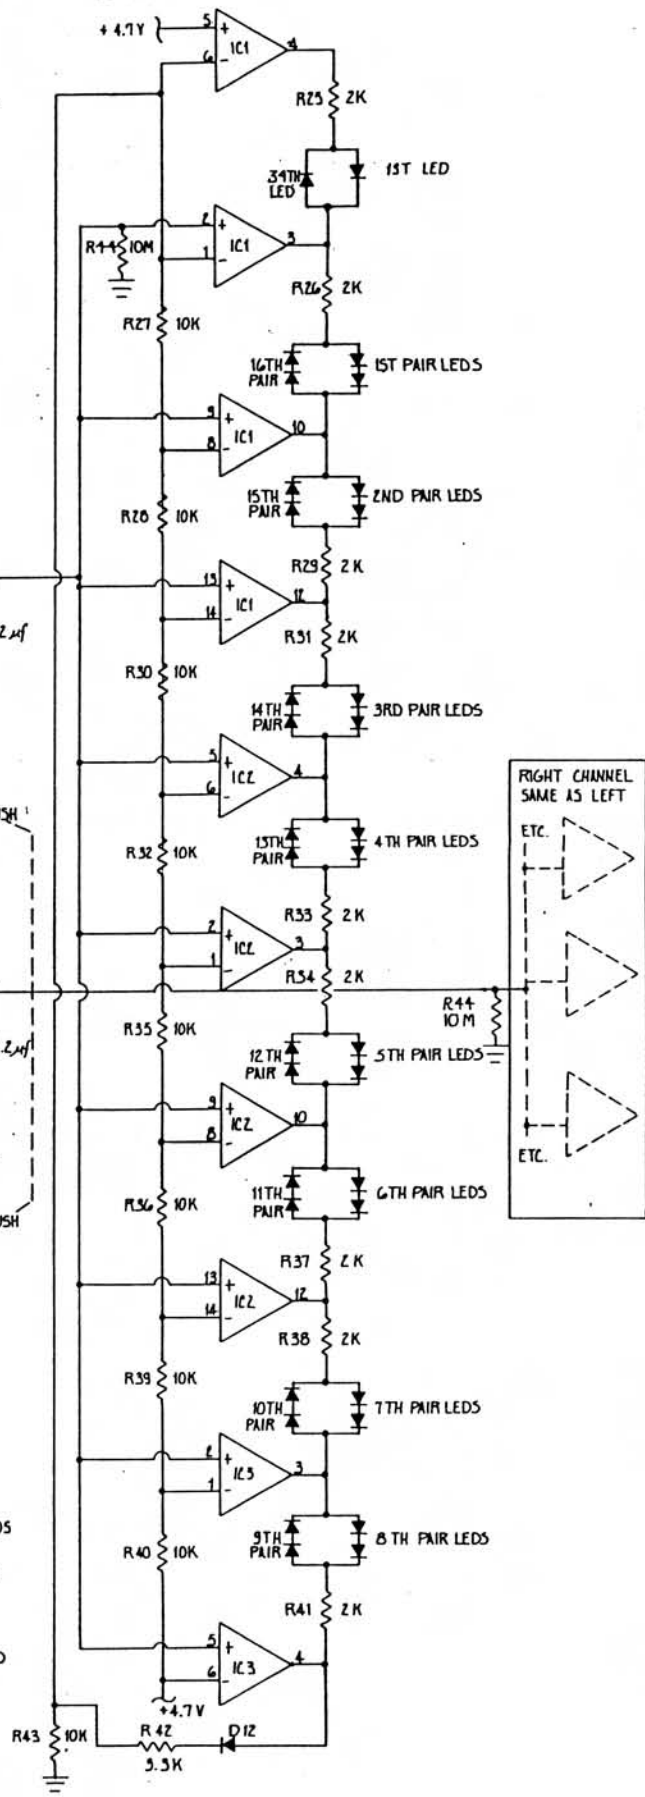 + 4.7V
5
+
6
-
IC1
4
R25 2K
34TH
LED
1ST LED
2
+
R44 10M
1
-
IC1
3
R26 2K
R27 10K
16TH
PAIR
1ST PAIR LEDS
9
+
8
-
IC1
10
15TH
PAIR
2ND PAIR LEDS
R28 10K
R29 2K
13
+
14
-
IC1
12
R31 2K
2μf
R30 10K
14TH
PAIR
3RD PAIR LEDS
5
+
6
-
IC2
4
RIGHT CHANNEL
SAME AS LEFT
ETC.
13TH
PAIR
4TH PAIR LEDS
R32 10K
R33 2K
2
+
1
-
IC2
3
R34 2K
R44
10M
R35 10K
.2μf
12TH
PAIR
5TH PAIR LEDS
9
+
8
-
IC2
10
ETC.
11TH
PAIR
6TH PAIR LEDS
R36 10K
R37 2K
13
+
14
-
IC2
12
R38 2K
R39 10K
10TH
PAIR
7TH PAIR LEDS
2
+
1
-
IC3
3
9TH
PAIR
8TH PAIR LEDS
R40 10K
R41 2K
5
+
6
-
IC3
4
+4.7V
R43 10K
R42
3.3K
D12